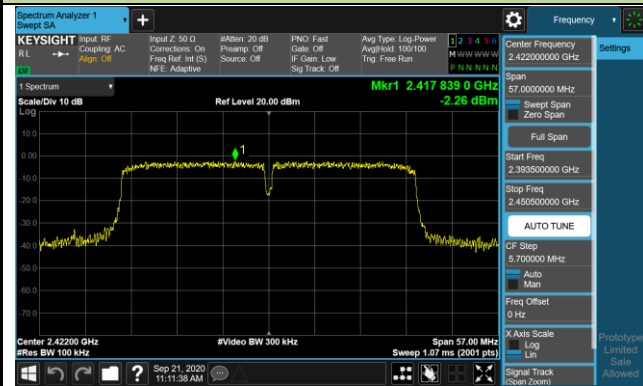 Spectrum Analyzer 1
Swept SA
Frequency
KEYSIGHT
RL
LXI
Input: RF
Coupling: AC
Align: Off
Input Z: 50 Ω
Corrections: On
Freq Ref: Int (S)
NFE: Adaptive
#Atten: 20 dB
Preamp: Off
Source: Off
PNO: Fast
Gate: Off
IF Gain: Low
Sig Track: Off
Avg Type: Log-Power
Avg|Hold: 100/100
Trig: Free Run
1 2 3 4 5 6
M W W W W W
P N N N N N
1 Spectrum
Scale/Div 10 dB
Log
Ref Level 20.00 dBm
Mkr1 2.417 839 0 GHz
-2.26 dBm
1
10.0
0.00
-10.0
-20.0
-30.0
-40.0
-50.0
-60.0
-70.0
Center 2.42200 GHz
#Res BW 100 kHz
#Video BW 300 kHz
Span 57.00 MHz
Sweep 1.07 ms (2001 pts)
Sep 21, 2020
11:11:38 AM
Center Frequency
2.422000000 GHz
Span
57.0000000 MHz
Swept Span
Zero Span
Full Span
Start Freq
2.393500000 GHz
Stop Freq
2.450500000 GHz
AUTO TUNE
CF Step
5.700000 MHz
Auto
Man
Freq Offset
0 Hz
X Axis Scale
Log
Lin
Signal Track
(Span Zoom)
Settings
Prototype
Limited
Sale
Allowed